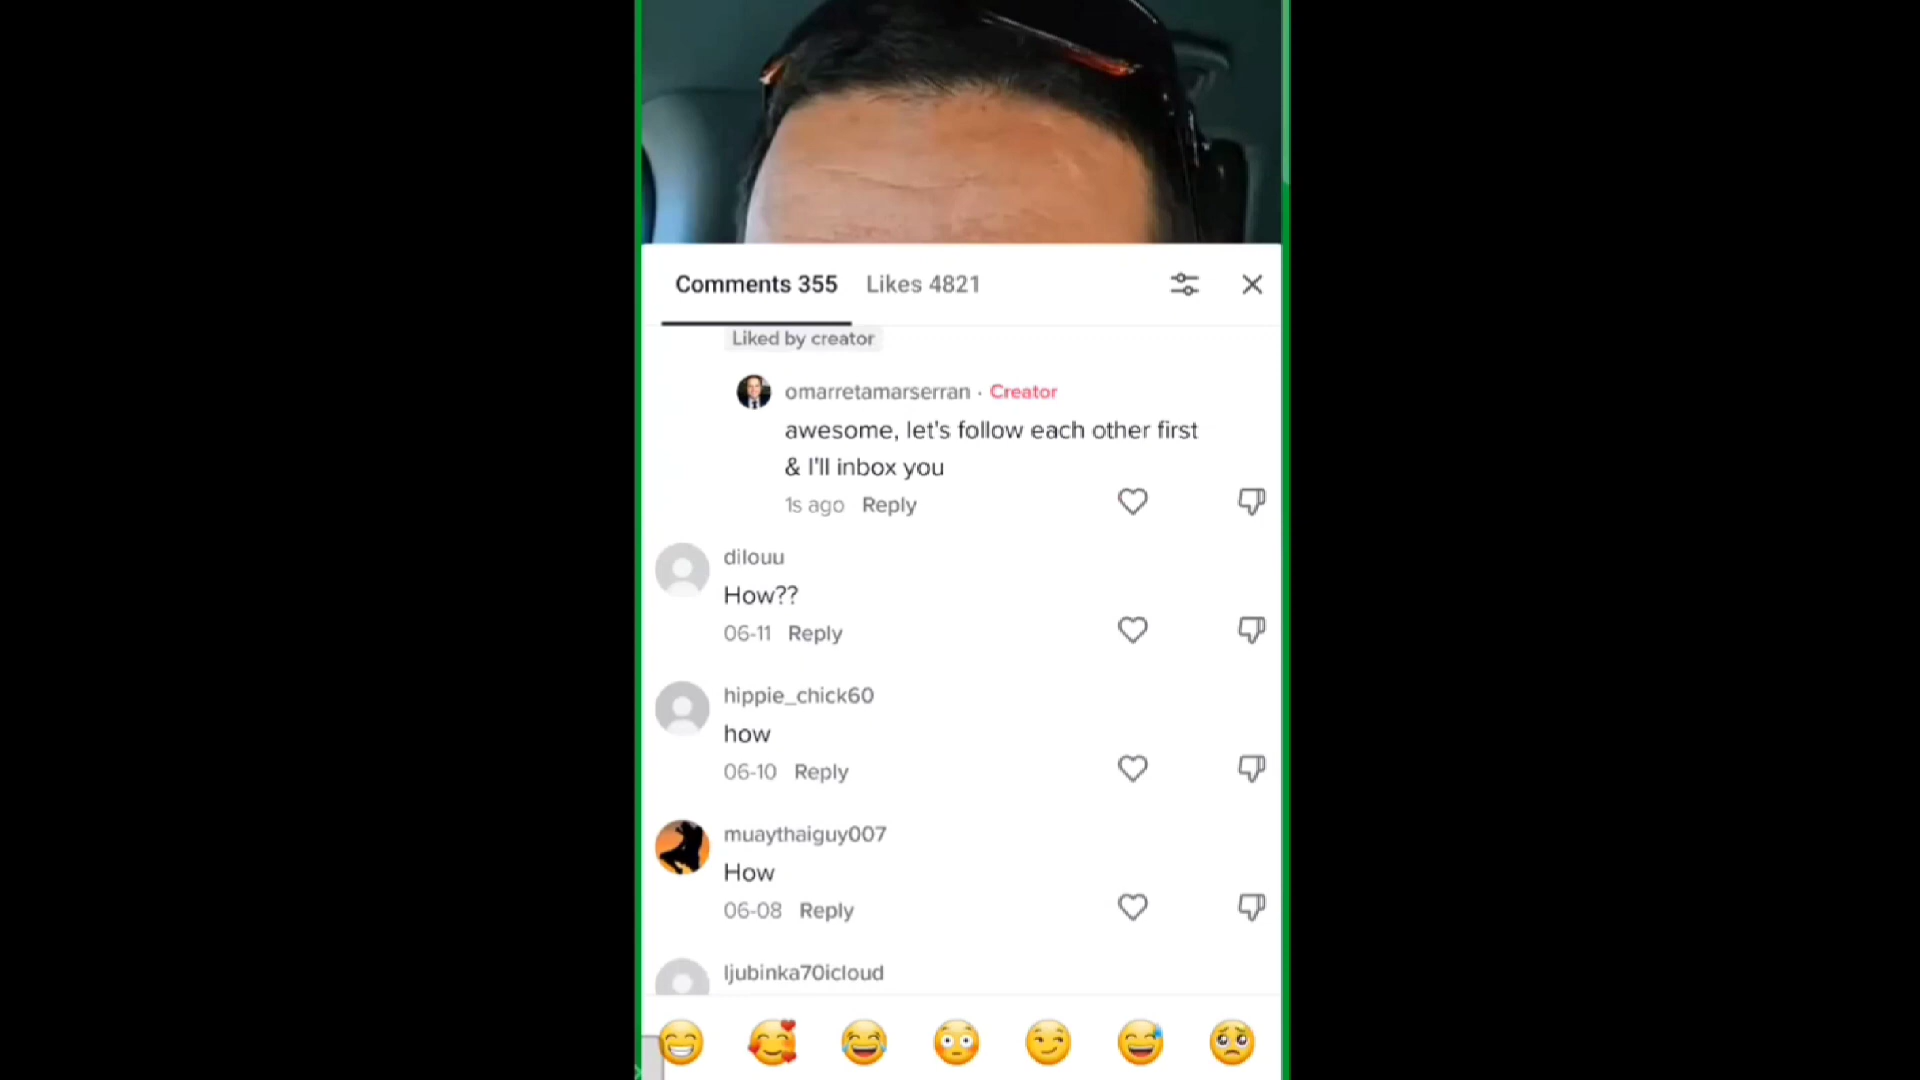 Comments 355 Likes 4821
Liked by creator
omarretamarserran · Creator
awesome, let's follow each other first
& I'll inbox you
1s ago Reply
dilouu
How??
06-11 Reply
hippie_chick60
how
06-10 Reply
muaythaiguy007
How
06-08 Reply
ljubinka70icloud